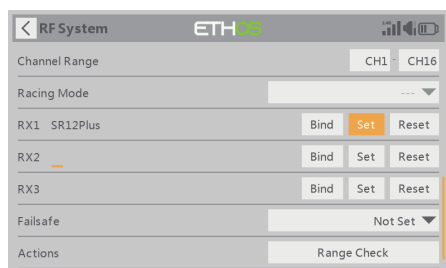 RF System ETHOS
Channel Range CH1 - CH16
Racing Mode ---
RX1 SR12Plus Bind Set Reset
RX2 Bind Set Reset
RX3 Bind Set Reset
Failsafe Not Set
Actions Range Check